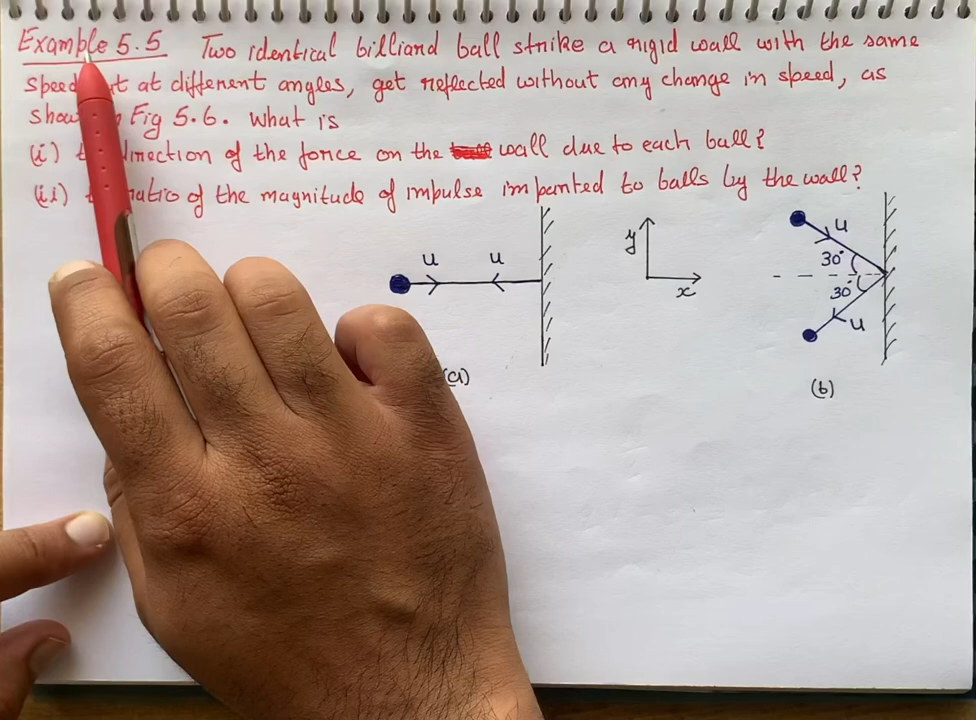 Example 5.5 Two identical billiard ball strike a rigid wall with the same
speed at different angles, get reflected without any change in speed, as
Fig 5.6. What is
(i) direction of the force on the wall due to each ball?
(ii) ratio of the magnitude of impulse imparted to balls by the wall?
u u
y
x
u
30°
30°
u
(a)
(b)